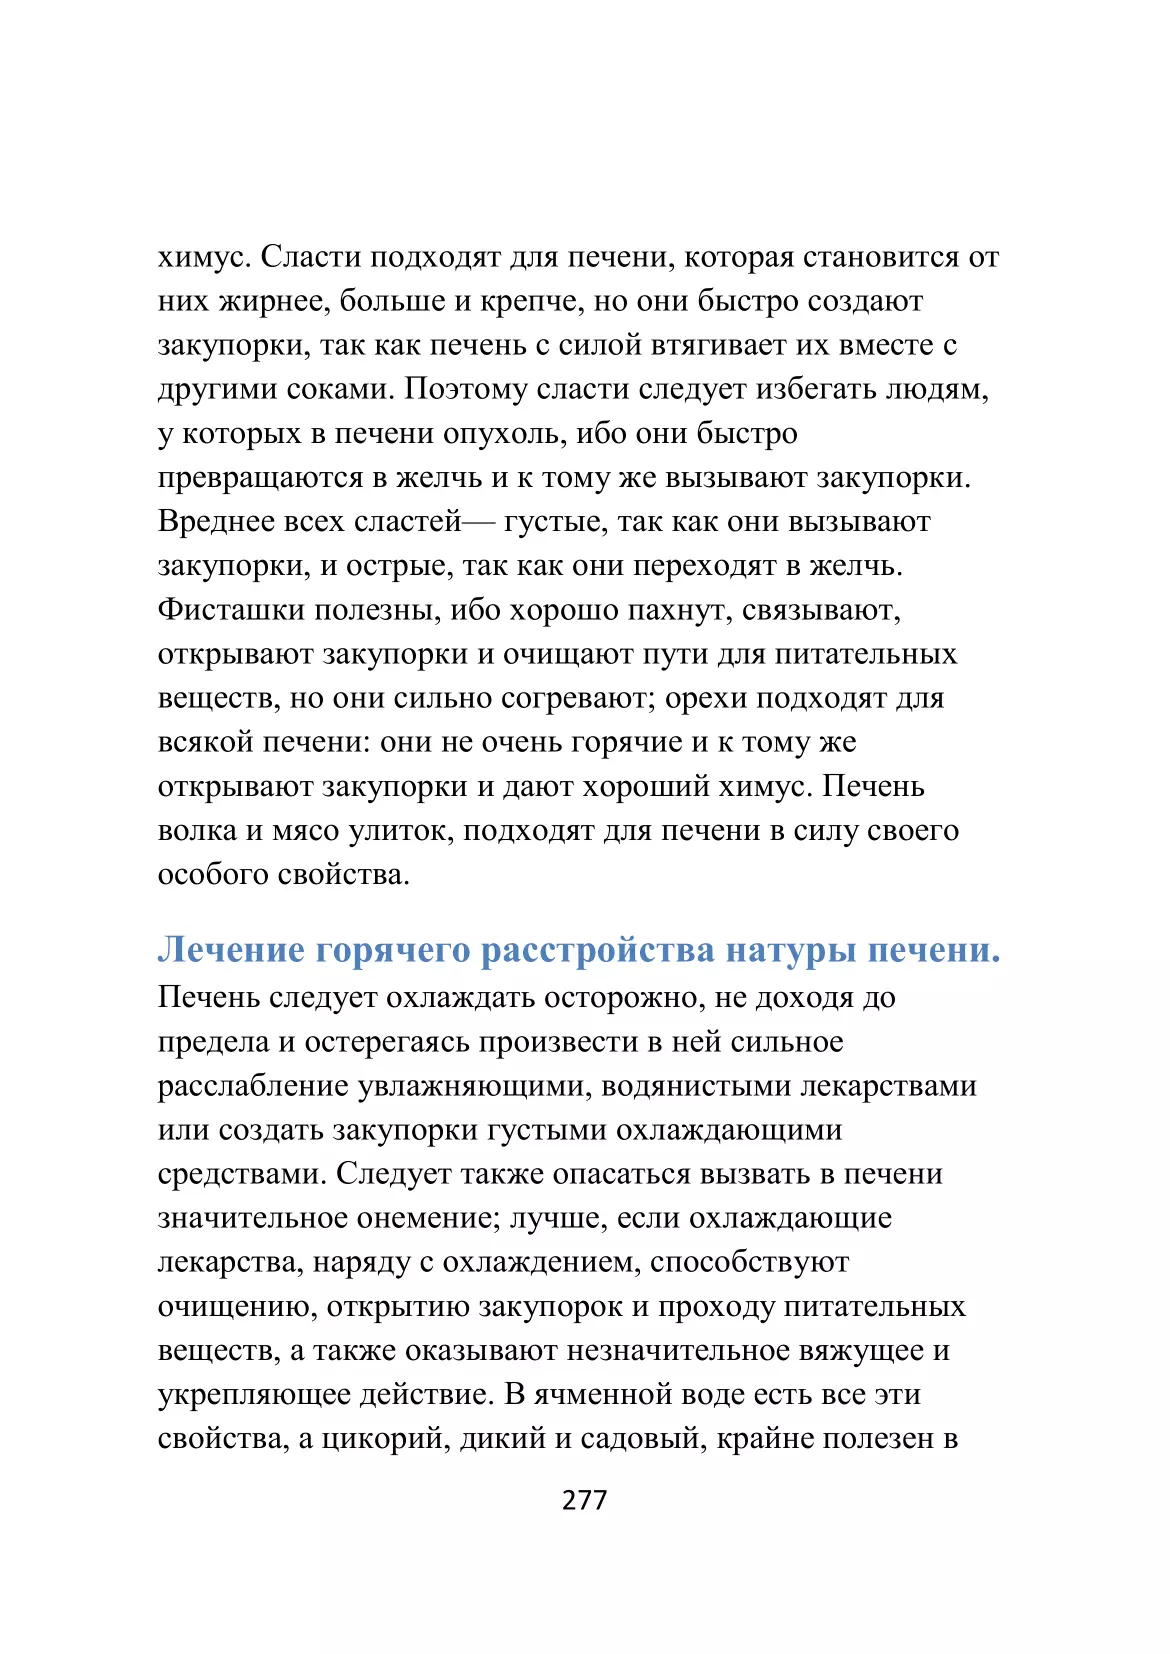 химус. Сласти подходят для печени, которая становится от
них жирнее, больше и крепче, но они быстро создают
закупорки, так как печень с силой втягивает их вместе с
другими соками. Поэтому сласти следует избегать людям,
у которых в печени опухоль, ибо они быстро
превращаются в желчь и к тому же вызывают закупорки.
Вреднее всех сластей— густые, так как они вызывают
закупорки, и острые, так как они переходят в желчь.
Фисташки полезны, ибо хорошо пахнут, связывают,
открывают закупорки и очищают пути для питательных
веществ, но они сильно согревают; орехи подходят для
всякой печени: они не очень горячие и к тому же
открывают закупорки и дают хороший химус. Печень
волка и мясо улиток, подходят для печени в силу своего
особого свойства.
Лечение горячего расстройства натуры печени.
Печень следует охлаждать осторожно, не доходя до
предела и остерегаясь произвести в ней сильное
расслабление увлажняющими, водянистыми лекарствами
или создать закупорки густыми охлаждающими
средствами. Следует также опасаться вызвать в печени
значительное онемение; лучше, если охлаждающие
лекарства, наряду с охлаждением, способствуют
очищению, открытию закупорок и проходу питательных
веществ, а также оказывают незначительное вяжущее и
укрепляющее действие. В ячменной воде есть все эти
свойства, а цикорий, дикий и садовый, крайне полезен в
277